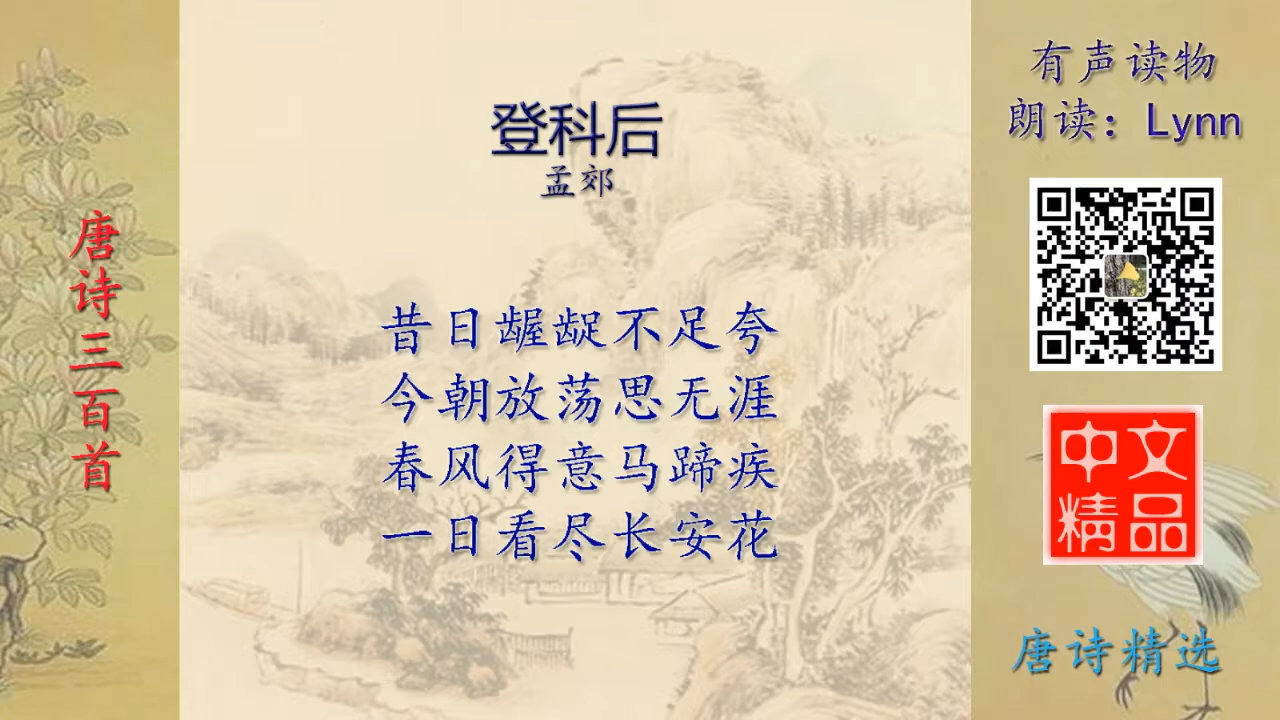 登科后
孟郊
昔日龌龊不足夸
今朝放荡思无涯
春风得意马蹄疾
一日看尽长安花
唐诗三百首
有声读物
朗读：Lynn
中文
精品
唐诗精选